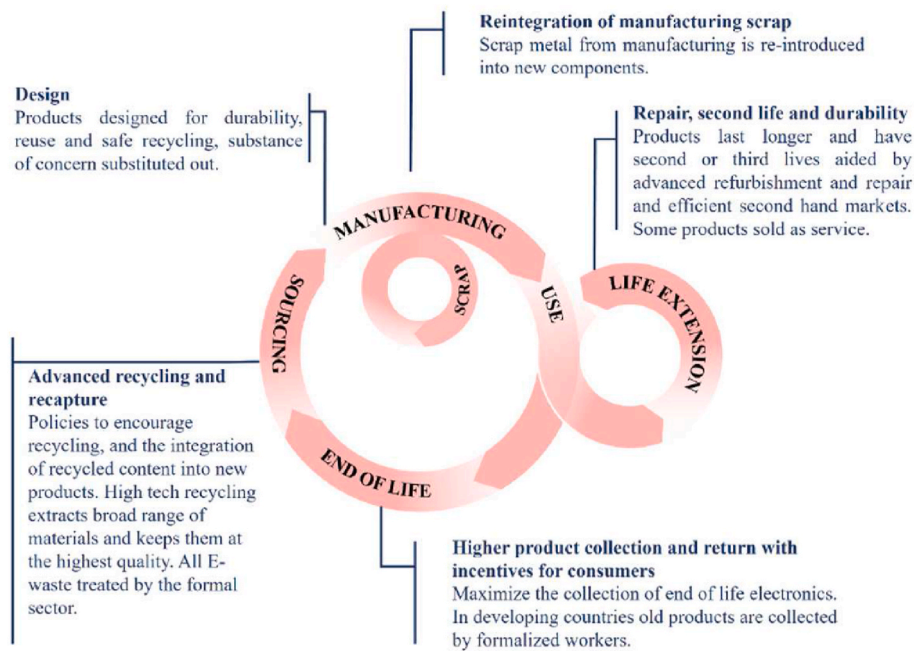 Reintegration of manufacturing scrap
Scrap metal from manufacturing is re-introduced
into new components.
Design
Products designed for durability,
reuse and safe recycling, substance
of concern substituted out.
Repair, second life and durability
Products last longer and have
second or third lives aided by
advanced refurbishment and repair
and efficient second hand markets.
Some products sold as service.
MANUFACTURING
SCRAP
USE
LIFE EXTENSION
SOURCING
END OF LIFE
Advanced recycling and
recapture
Policies to encourage
recycling, and the integration
of recycled content into new
products. High tech recycling
extracts broad range of
materials and keeps them at
the highest quality. All E-
waste treated by the formal
sector.
Higher product collection and return with
incentives for consumers
Maximize the collection of end of life electronics.
In developing countries old products are collected
by formalized workers.